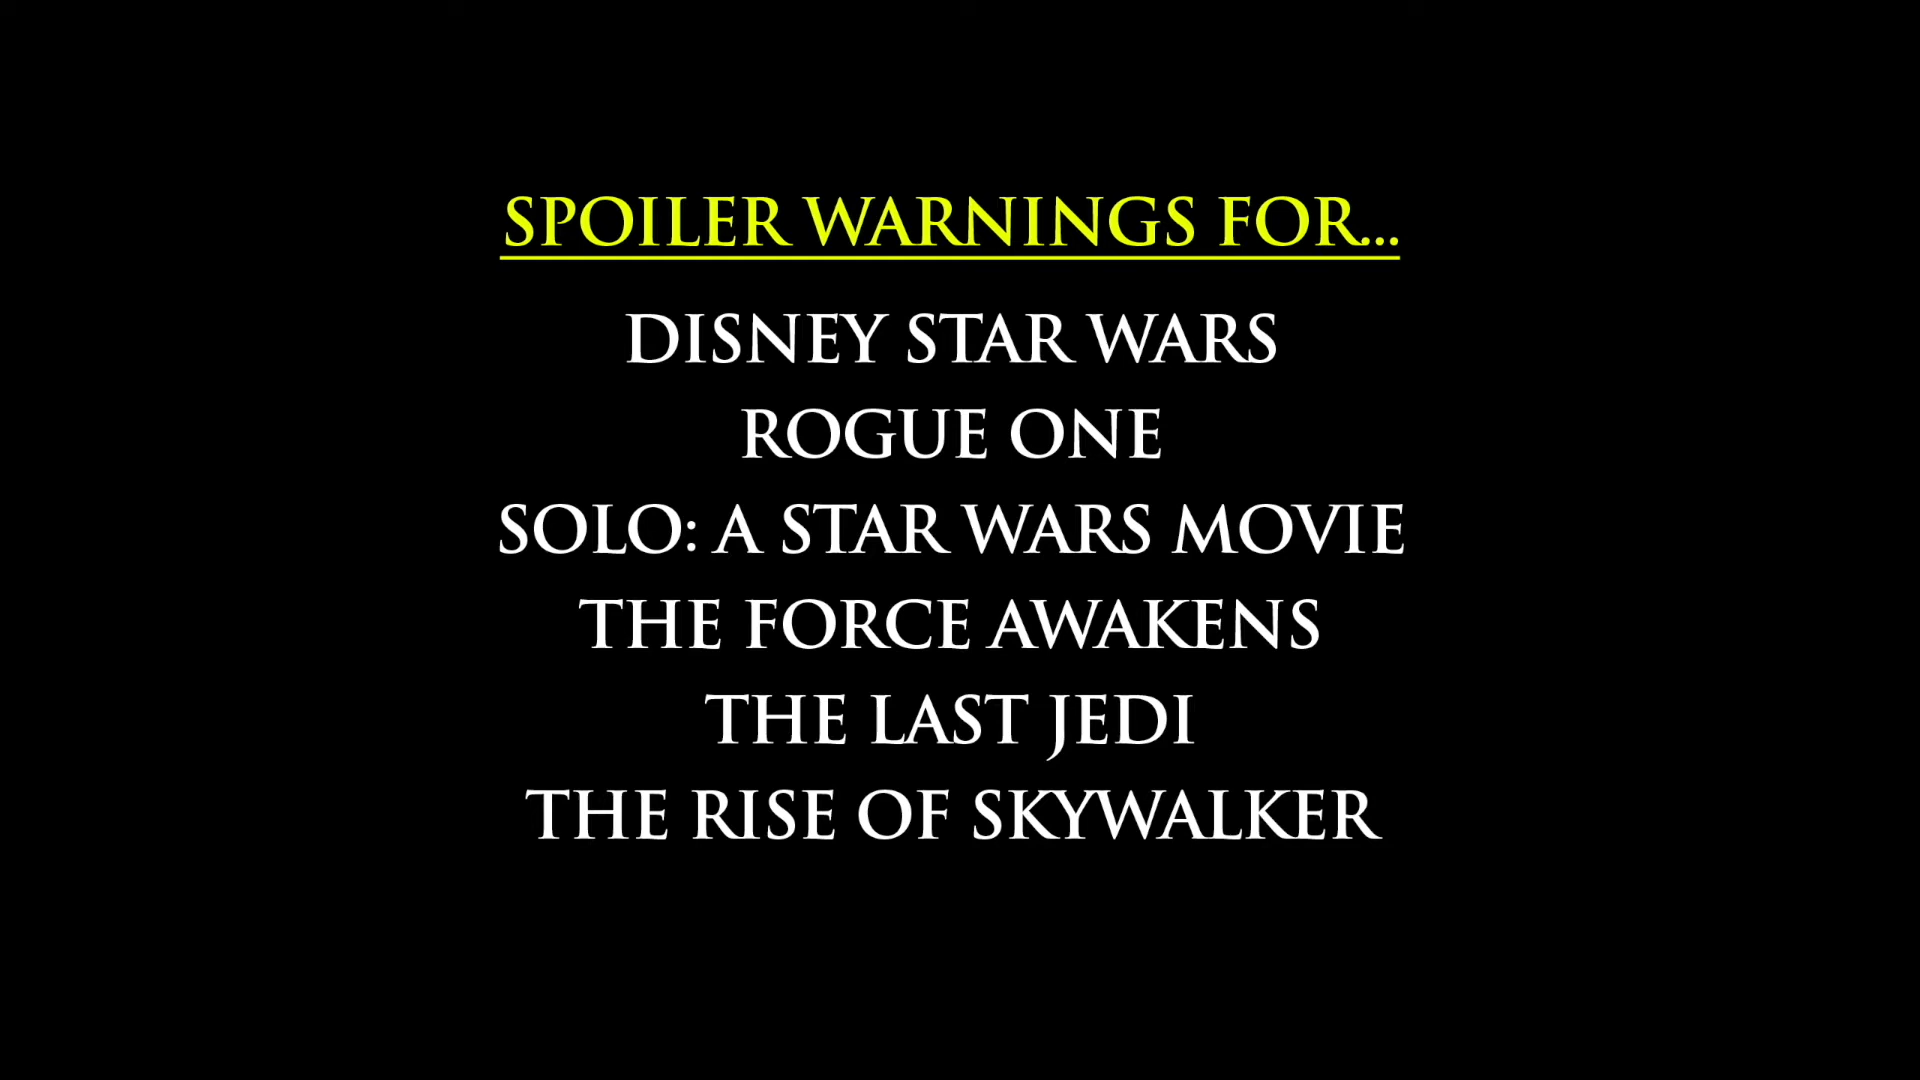 SPOILER WARNINGS FOR...
DISNEY STAR WARS
ROGUE ONE
SOLO: A STAR WARS MOVIE
THE FORCE AWAKENS
THE LAST JEDI
THE RISE OF SKYWALKER